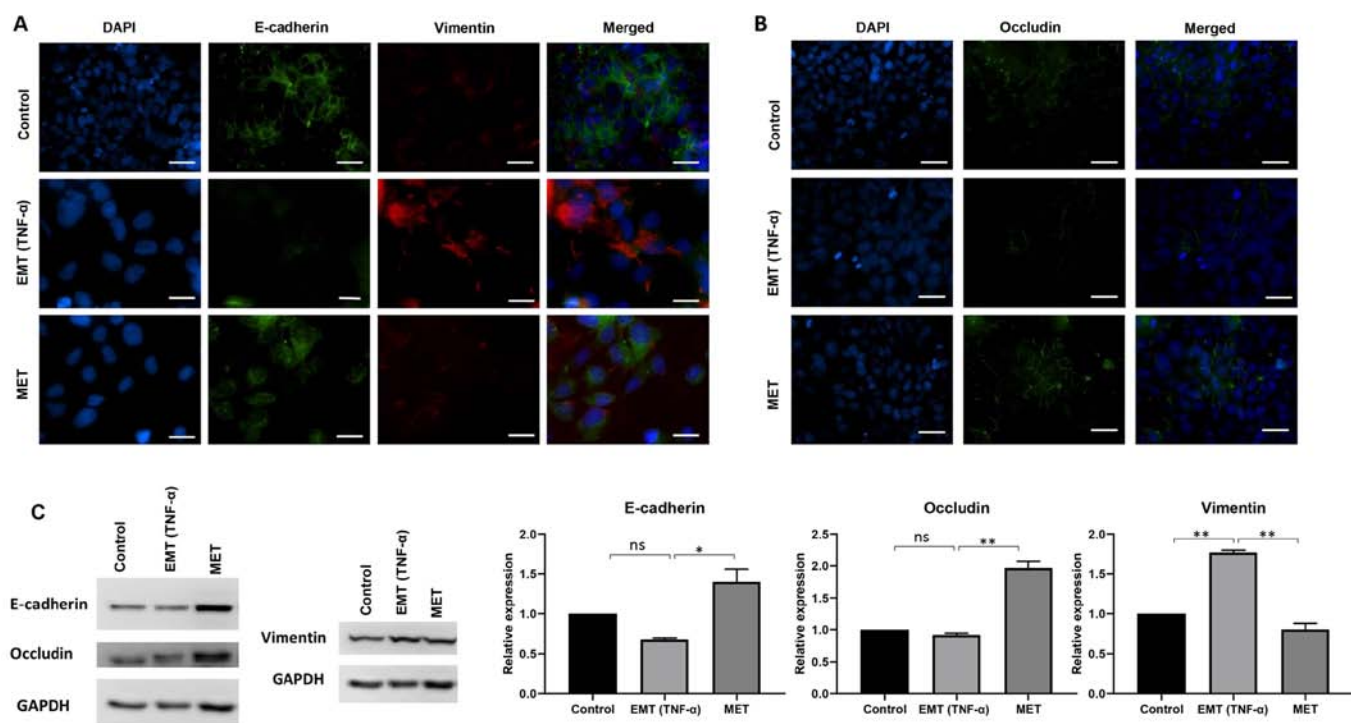 A
DAPI E-cadherin Vimentin Merged
Control
EMT (TNF-α)
MET
B
DAPI Occludin Merged
Control
EMT (TNF-α)
MET
C
Control EMT (TNF-α) MET
E-cadherin
Occludin
GAPDH
Control EMT (TNF-α) MET
Vimentin
GAPDH
E-cadherin
Relative expression
2.0
1.5
1.0
0.5
0.0
ns *
Control EMT (TNF-α) MET
Occludin
Relative expression
2.5
2.0
1.5
1.0
0.5
0.0
ns **
Control EMT (TNF-α) MET
Vimentin
Relative expression
2.0
1.5
1.0
0.5
0.0
** **
Control EMT (TNF-α) MET